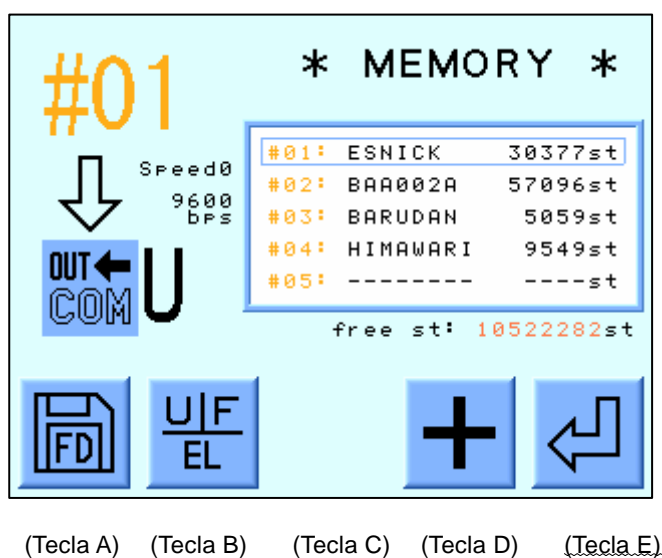 #01
* MEMORY *
Speed0
9600
bps
#01: ESNICK 30377st
#02: BAA002A 57096st
#03: BARUDAN 5059st
#04: HIMAWARI 9549st
#05: -------- ----st
OUT
COM
U
free st: 10522282st
FD
U|F
EL
+
(Tecla A) (Tecla B) (Tecla C) (Tecla D) (Tecla E)